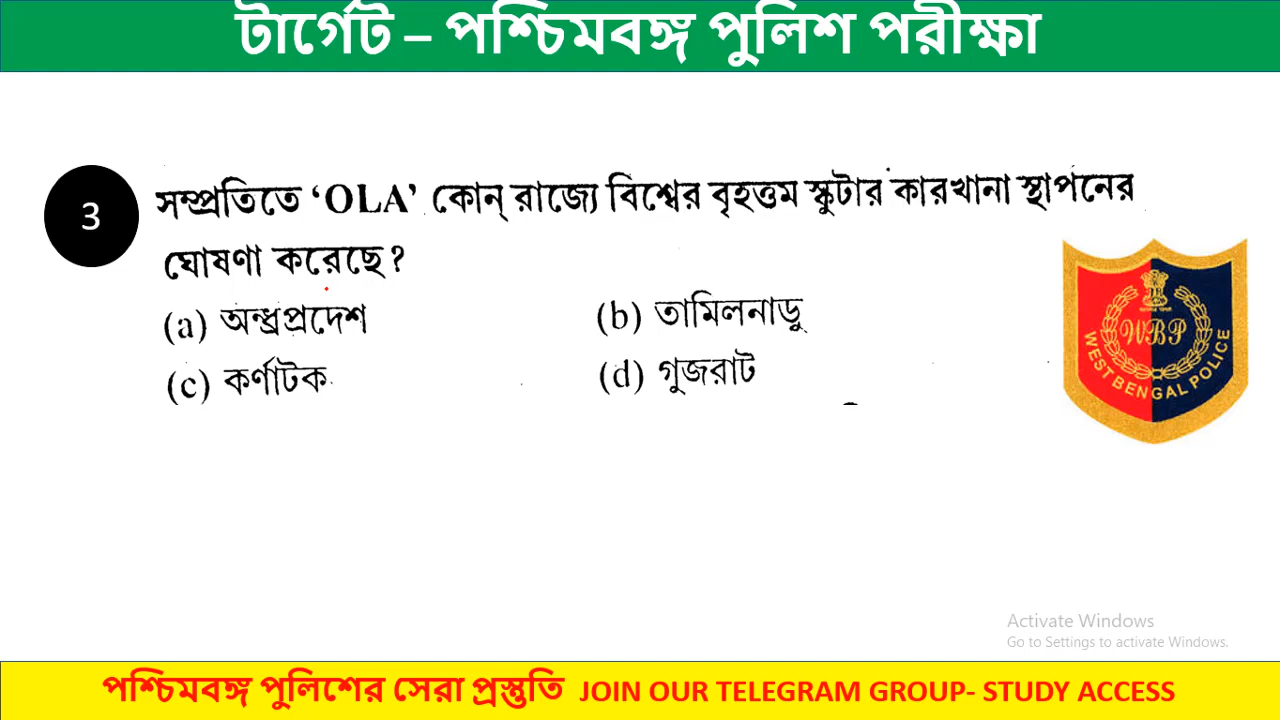 টার্গেট – পশ্চিমবঙ্গ পুলিশ পরীক্ষা
3
সম্প্রতিতে ‘OLA’ কোন্ রাজ্যে বিশ্বের বৃহত্তম স্কুটার কারখানা স্থাপনের
ঘোষণা করেছে?
(a) অন্ধ্রপ্রদেশ (b) তামিলনাড়ু
(c) কর্ণাটক (d) গুজরাট
WBP
WEST BENGAL POLICE
Activate Windows
Go to Settings to activate Windows.
পশ্চিমবঙ্গ পুলিশের সেরা প্রস্তুতি JOIN OUR TELEGRAM GROUP- STUDY ACCESS